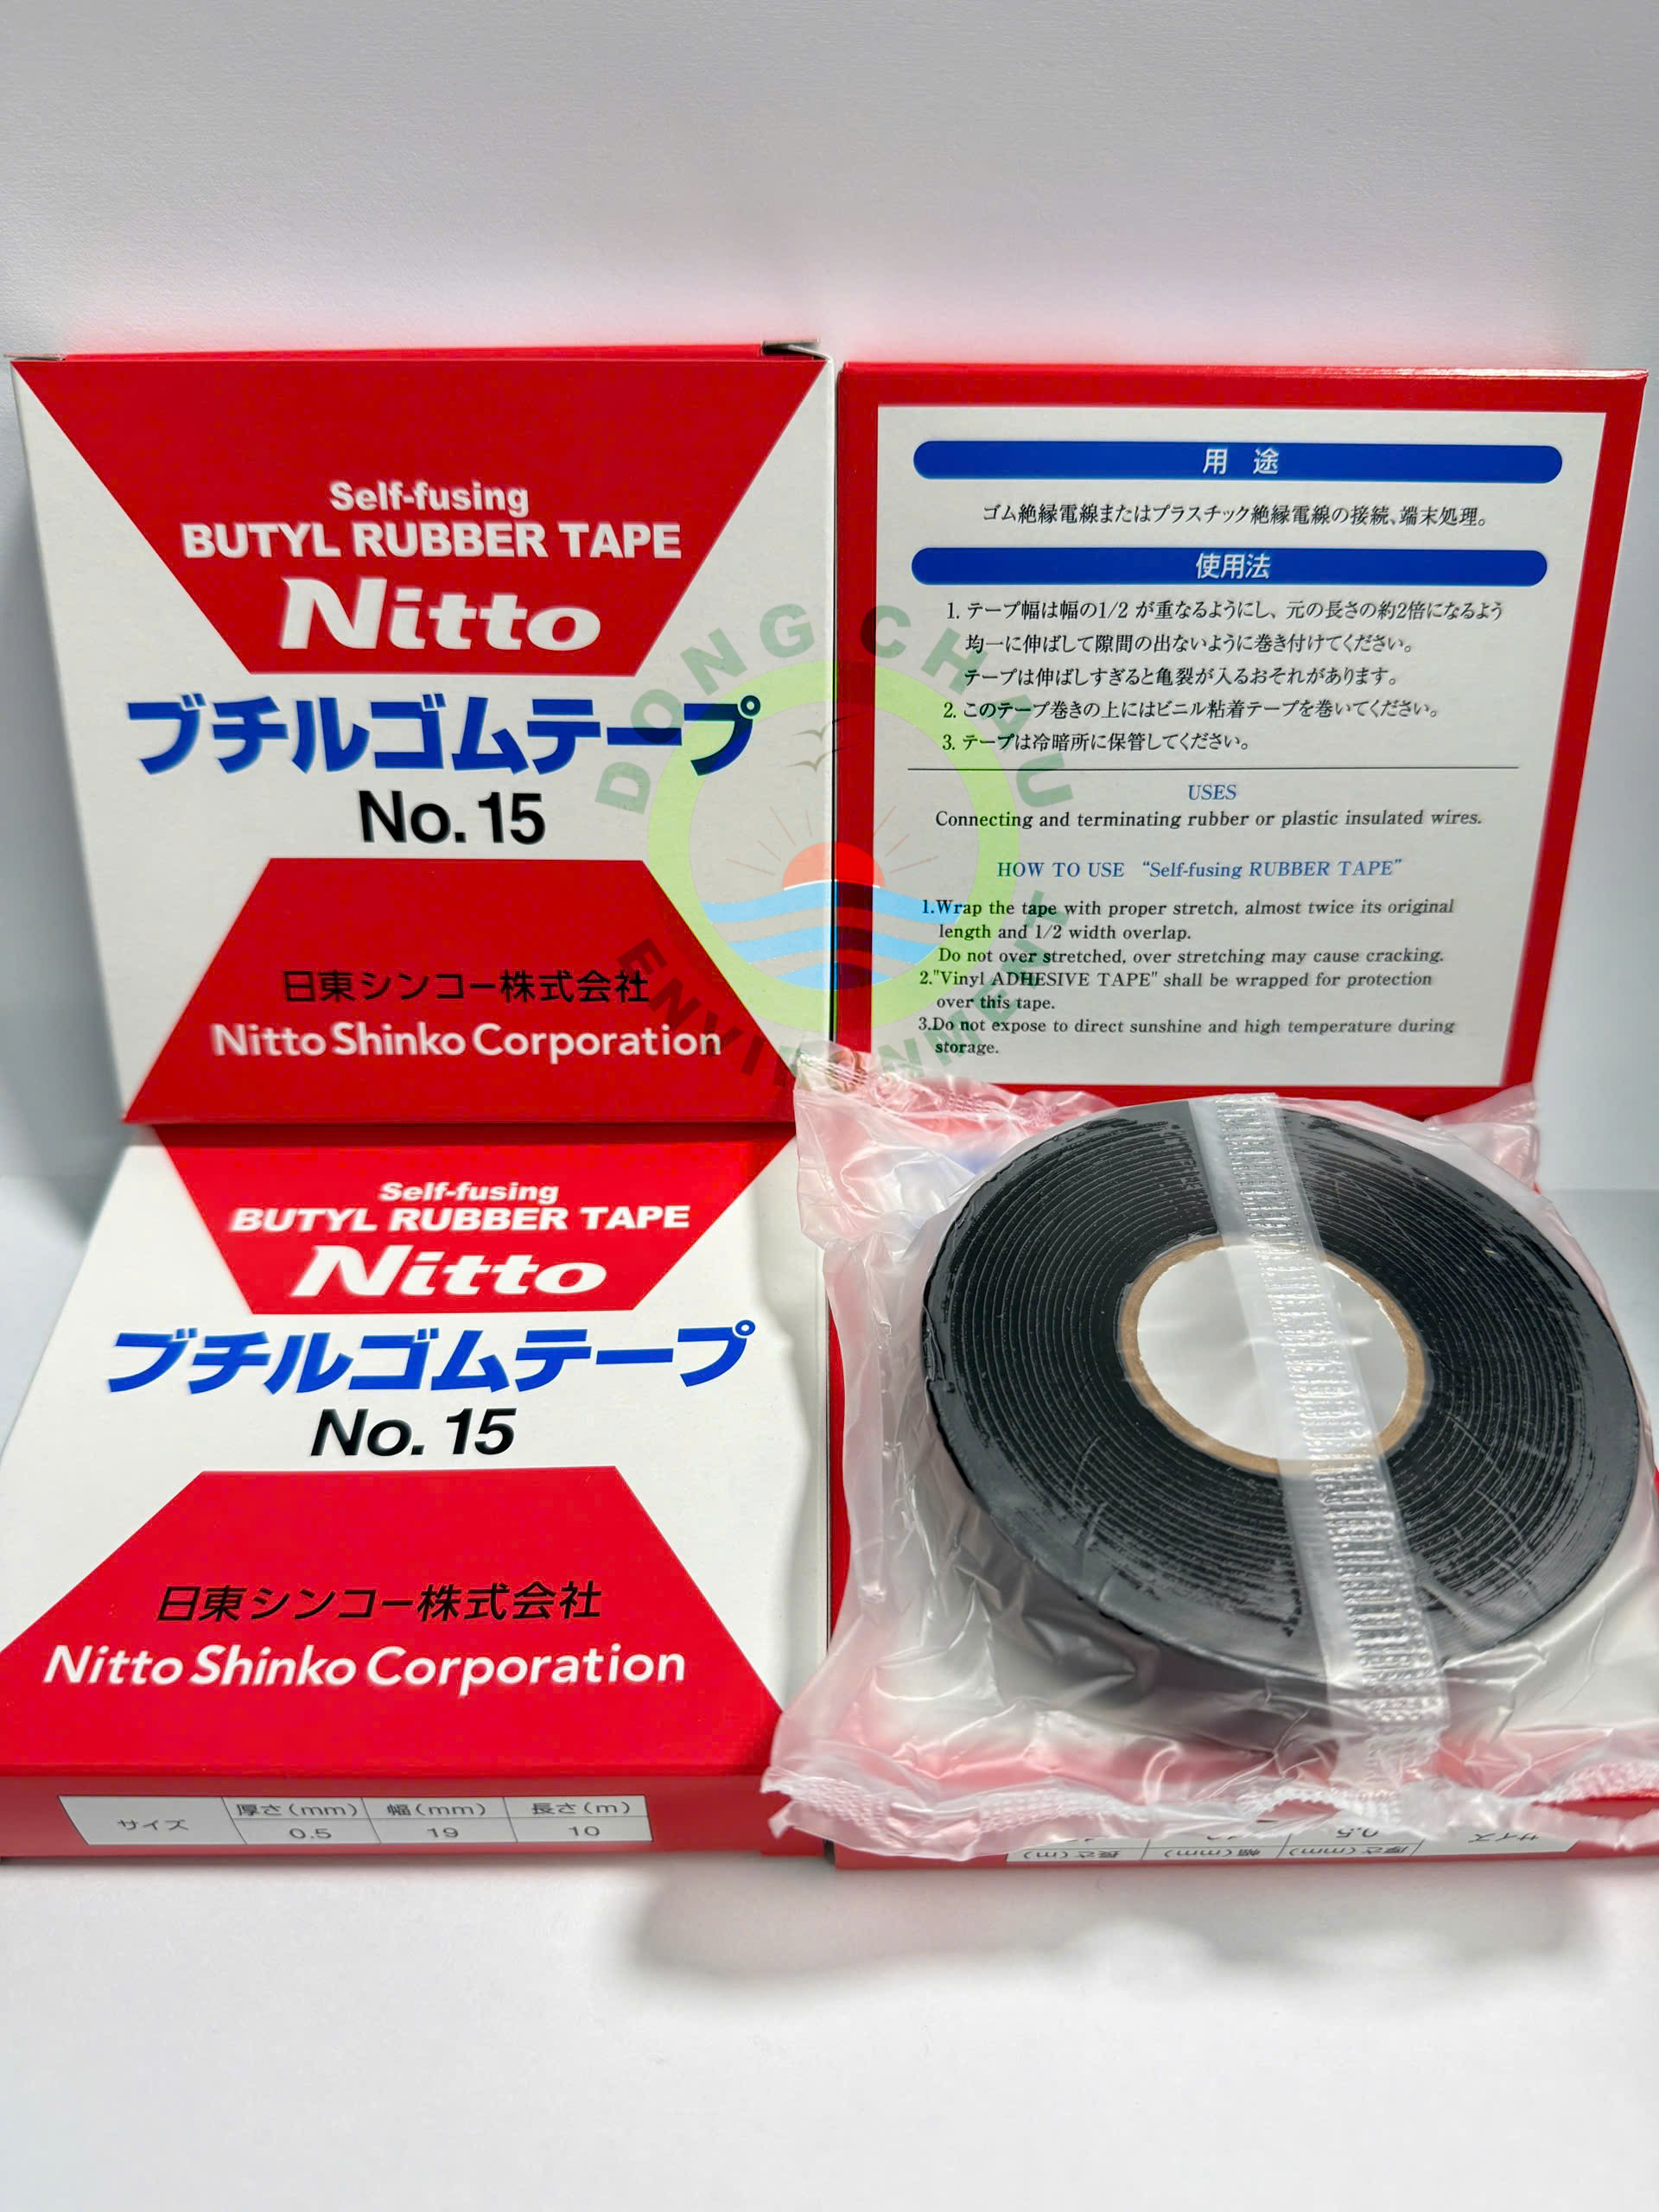 Self-fusing
BUTYL RUBBER TAPE
Nitto
ブチルゴムテープ
No. 15
日東シンコー株式会社
Nitto Shinko Corporation
用 途
ゴム絶縁電線またはプラスチック絶縁電線の接続、端末処理。
使用法
1. テープ幅は幅の1/2 が重なるようにし、元の長さの約2倍になるよう
均一に伸ばして隙間の出ないように巻き付けてください。
テープは伸ばしすぎると亀裂が入るおそれがあります。
2. このテープ巻きの上にはビニル粘着テープを巻いてください。
3. テープは冷暗所に保管してください。
USES
Connecting and terminating rubber or plastic insulated wires.
HOW TO USE “Self-fusing RUBBER TAPE”
1.Wrap the tape with proper stretch, almost twice its original
length and 1/2 width overlap.
Do not over stretched, over stretching may cause cracking.
2."Vinyl ADHESIVE TAPE" shall be wrapped for protection
over this tape.
3.Do not expose to direct sunshine and high temperature during
storage.
DONG CHAU
ENVIRONMENT
Self-fusing
BUTYL RUBBER TAPE
Nitto
ブチルゴムテープ
No. 15
日東シンコー株式会社
Nitto Shinko Corporation
サイズ 厚さ(mm) 幅(mm) 長さ(m)
0.5 19 10
サイズ 厚さ(mm) 幅(mm) 長さ(m)
0.5